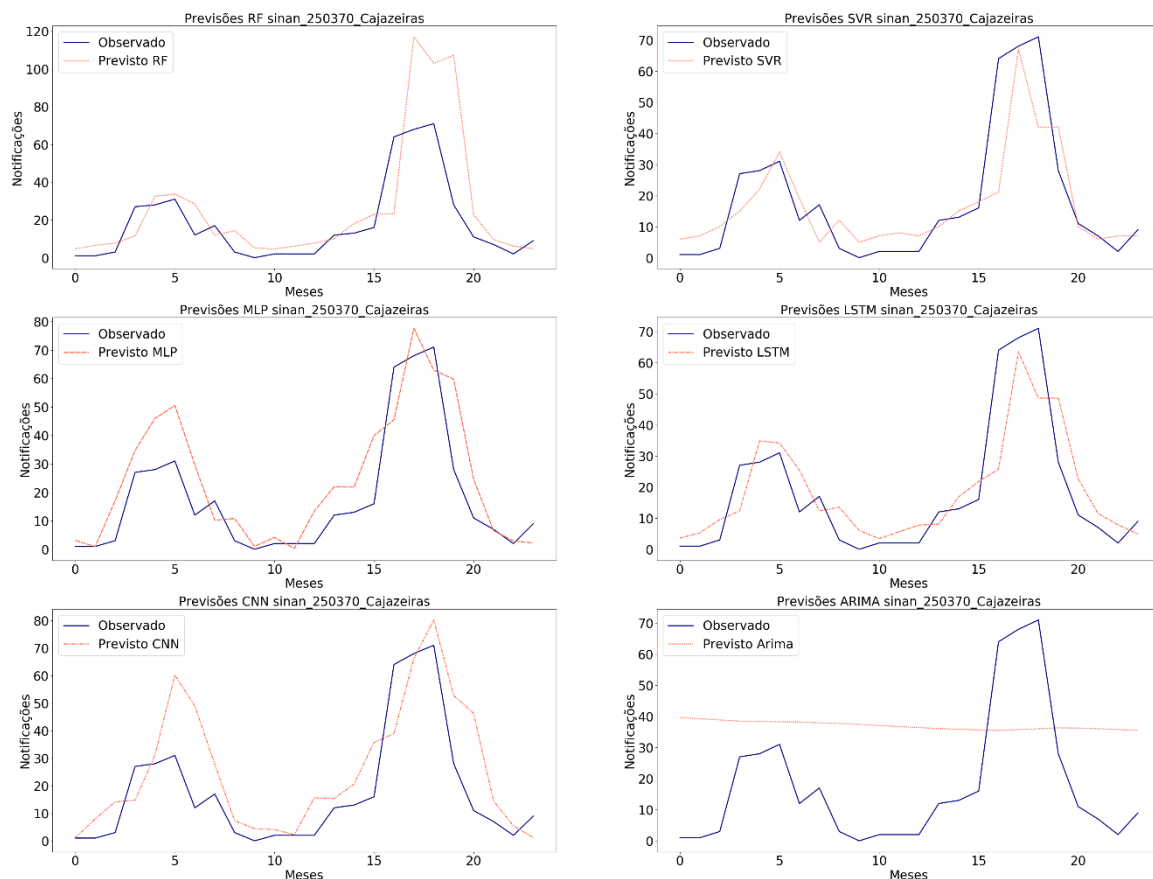 Previsões RF sinan_250370_Cajazeiras
Observado
Previsto RF
Notificações
120
100
80
60
40
20
0
0 5 10 15 20
Meses
Previsões SVR sinan_250370_Cajazeiras
Observado
Previsto SVR
Notificações
70
60
50
40
30
20
10
0
0 5 10 15 20
Meses
Previsões MLP sinan_250370_Cajazeiras
Observado
Previsto MLP
Notificações
80
70
60
50
40
30
20
10
0
0 5 10 15 20
Meses
Previsões LSTM sinan_250370_Cajazeiras
Observado
Previsto LSTM
Notificações
70
60
50
40
30
20
10
0
0 5 10 15 20
Meses
Previsões CNN sinan_250370_Cajazeiras
Observado
Previsto CNN
Notificações
80
70
60
50
40
30
20
10
0
0 5 10 15 20
Meses
Previsões ARIMA sinan_250370_Cajazeiras
Observado
Previsto Arima
Notificações
70
60
50
40
30
20
10
0
0 5 10 15 20
Meses